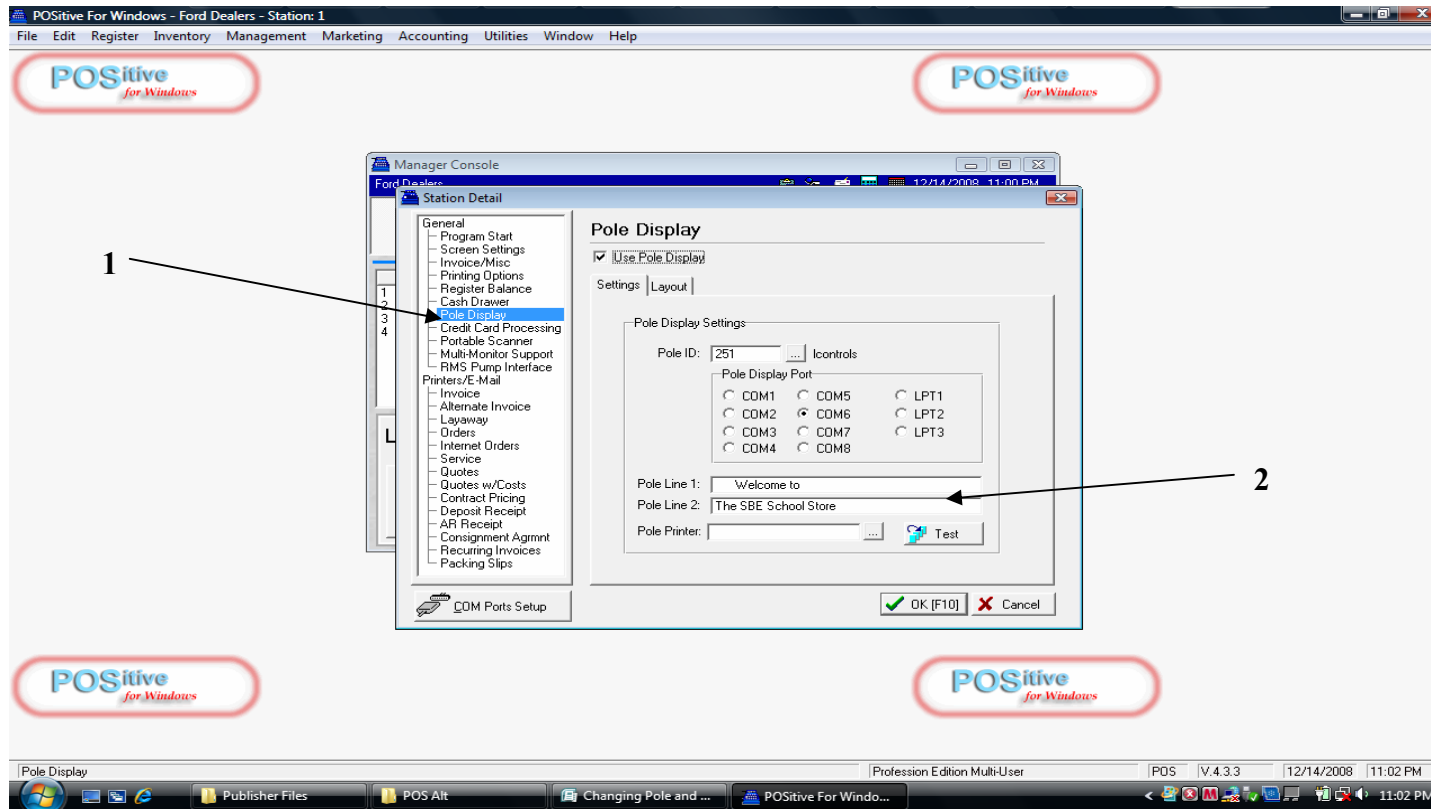 POSitive For Windows - Ford Dealers - Station: 1
File Edit Register Inventory Management Marketing Accounting Utilities Window Help
POSitive
for Windows
POSitive
for Windows
Manager Console
Ford Dealers 12/14/2008 11:00 PM
Station Detail
1
1
2
3
4
L
General
Program Start
Screen Settings
Invoice/Misc
Printing Options
Register Balance
Cash Drawer
Pole Display
Credit Card Processing
Portable Scanner
Multi-Monitor Support
RMS Pump Interface
Printers/E-Mail
Invoice
Alternate Invoice
Layaway
Orders
Internet Orders
Service
Quotes
Quotes w/Costs
Contract Pricing
Deposit Receipt
AR Receipt
Consignment Agrmnt
Recurring Invoices
Packing Slips
COM Ports Setup
Pole Display
Use Pole Display
Settings Layout
Pole Display Settings
Pole ID: 251 ... Icontrols
Pole Display Port
COM1 COM5 LPT1
COM2 COM6 LPT2
COM3 COM7 LPT3
COM4 COM8
Pole Line 1: Welcome to
Pole Line 2: The SBE School Store
Pole Printer: ... Test
2
OK [F10] Cancel
POSitive
for Windows
POSitive
for Windows
Pole Display Profession Edition Multi-User POS V.4.3.3 12/14/2008 11:02 PM
Publisher Files POS Alt Changing Pole and ... POSitive For Windo... 11:02 PM